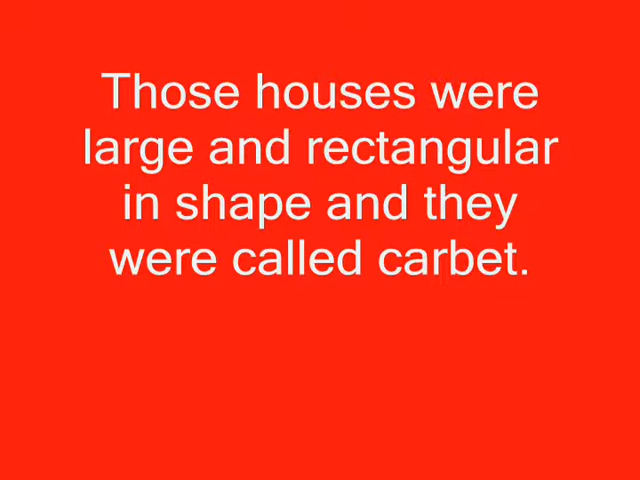 Those houses were
large and rectangular
in shape and they
were called carbet.